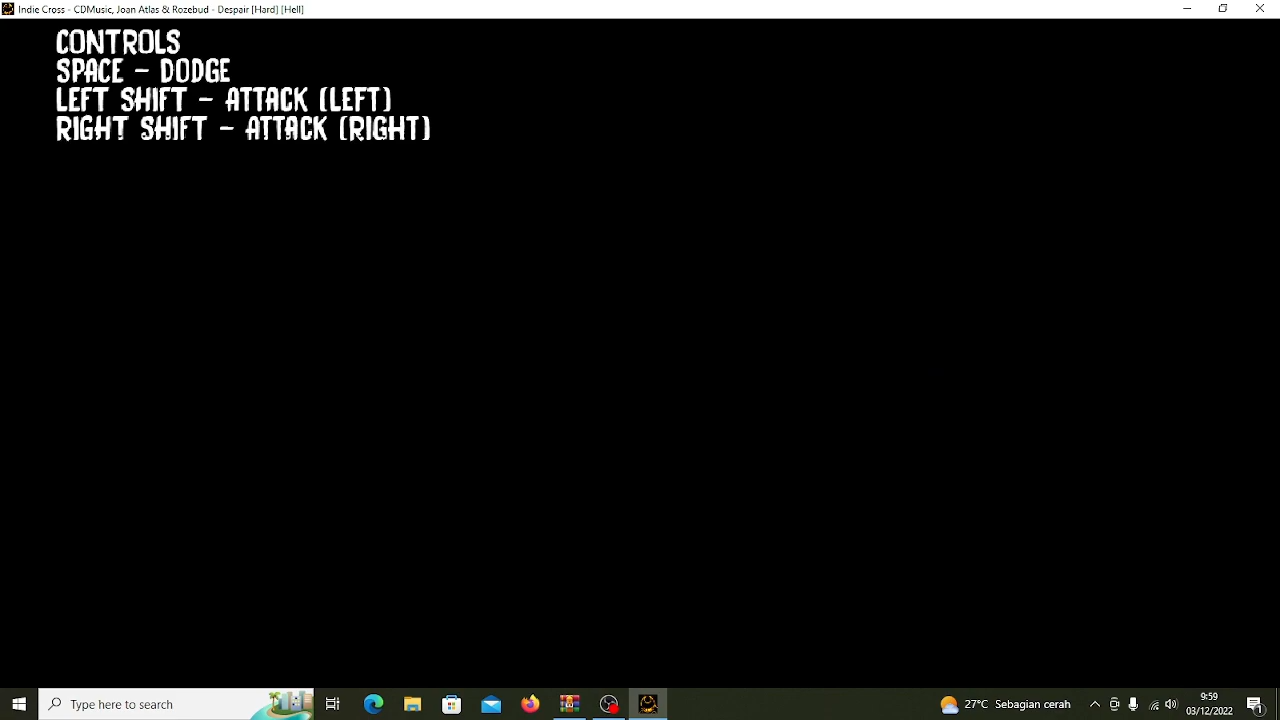 Indie Cross - CDMusic, Joan Atlas & Rozebud - Despair [Hard] [Hell]
CONTROLS
SPACE - DODGE
LEFT SHIFT - ATTACK (LEFT)
RIGHT SHIFT - ATTACK (RIGHT)
Type here to search
27°C Sebagian cerah
9:59
03/12/2022
1